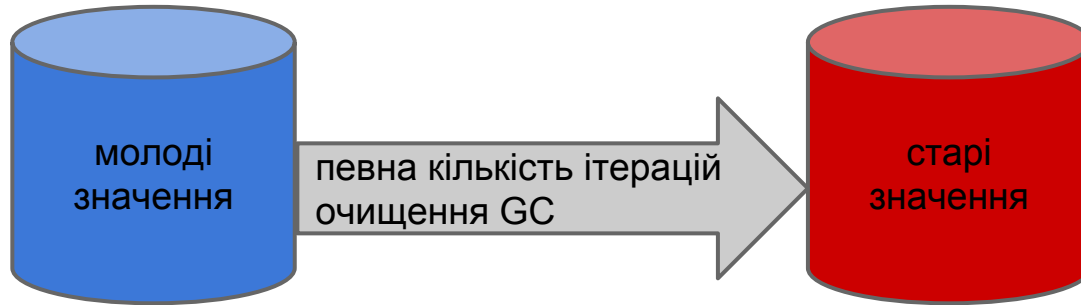 молоді
значення
певна кількість ітерацій
очищення GC
старі
значення